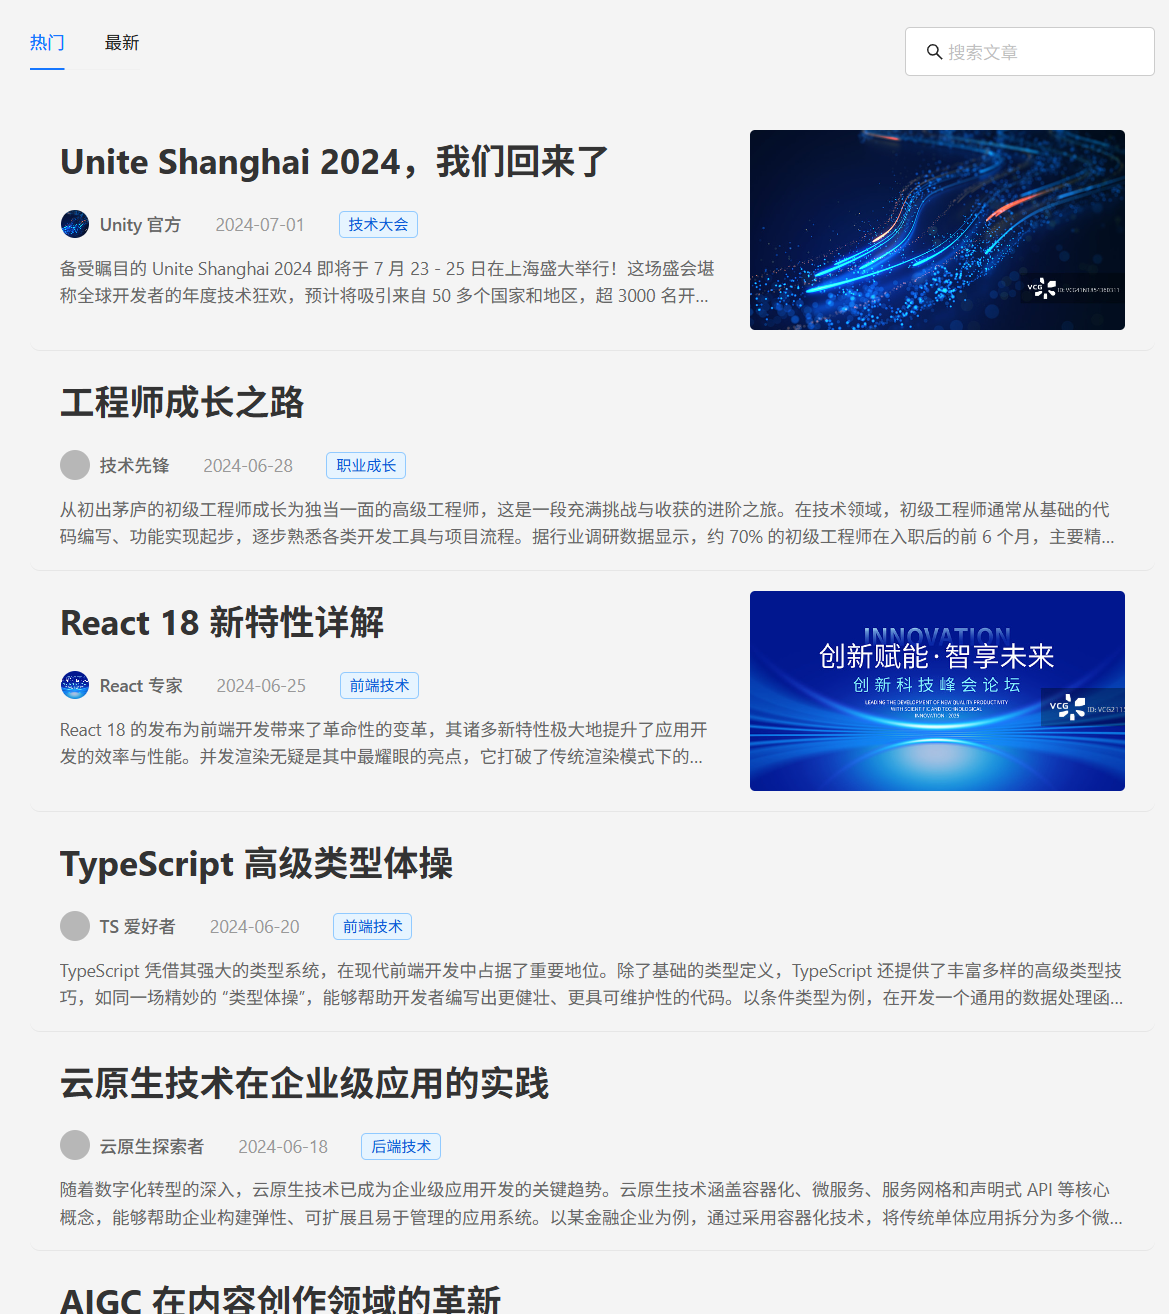 热门
最新
搜索文章
Unite Shanghai 2024，我们回来了
Unity 官方
2024-07-01
技术大会
备受瞩目的 Unite Shanghai 2024 即将于 7 月 23 - 25 日在上海盛大举行！这场盛会堪
称全球开发者的年度技术狂欢，预计将吸引来自 50 多个国家和地区，超 3000 名开...
VCG
工程师成长之路
技术先锋
2024-06-28
职业成长
从初出茅庐的初级工程师成长为独当一面的高级工程师，这是一段充满挑战与收获的进阶之旅。在技术领域，初级工程师通常从基础的代
码编写、功能实现起步，逐步熟悉各类开发工具与项目流程。据行业调研数据显示，约 70% 的初级工程师在入职后的前 6 个月，主要精...
React 18 新特性详解
React 专家
2024-06-25
前端技术
React 18 的发布为前端开发带来了革命性的变革，其诸多新特性极大地提升了应用开
发的效率与性能。并发渲染无疑是其中最耀眼的亮点，它打破了传统渲染模式下的...
INNOVATION
创新赋能·智享未来
创新科技峰会论坛
LEADING THE DEVELOPMENT OF NEW QUALITY PRODUCTIVITY
WITH SCIENTIFIC AND TECHNOLOGICAL
INNOVATION 2025
VCG
ID: VCG211
TypeScript 高级类型体操
TS 爱好者
2024-06-20
前端技术
TypeScript 凭借其强大的类型系统，在现代前端开发中占据了重要地位。除了基础的类型定义，TypeScript 还提供了丰富多样的高级类型技
巧，如同一场精妙的 “类型体操”，能够帮助开发者编写出更健壮、更具可维护性的代码。以条件类型为例，在开发一个通用的数据处理函...
云原生技术在企业级应用的实践
云原生探索者
2024-06-18
后端技术
随着数字化转型的深入，云原生技术已成为企业级应用开发的关键趋势。云原生技术涵盖容器化、微服务、服务网格和声明式 API 等核心
概念，能够帮助企业构建弹性、可扩展且易于管理的应用系统。以某金融企业为例，通过采用容器化技术，将传统单体应用拆分为多个微...
AIGC 在内容创作领域的革新